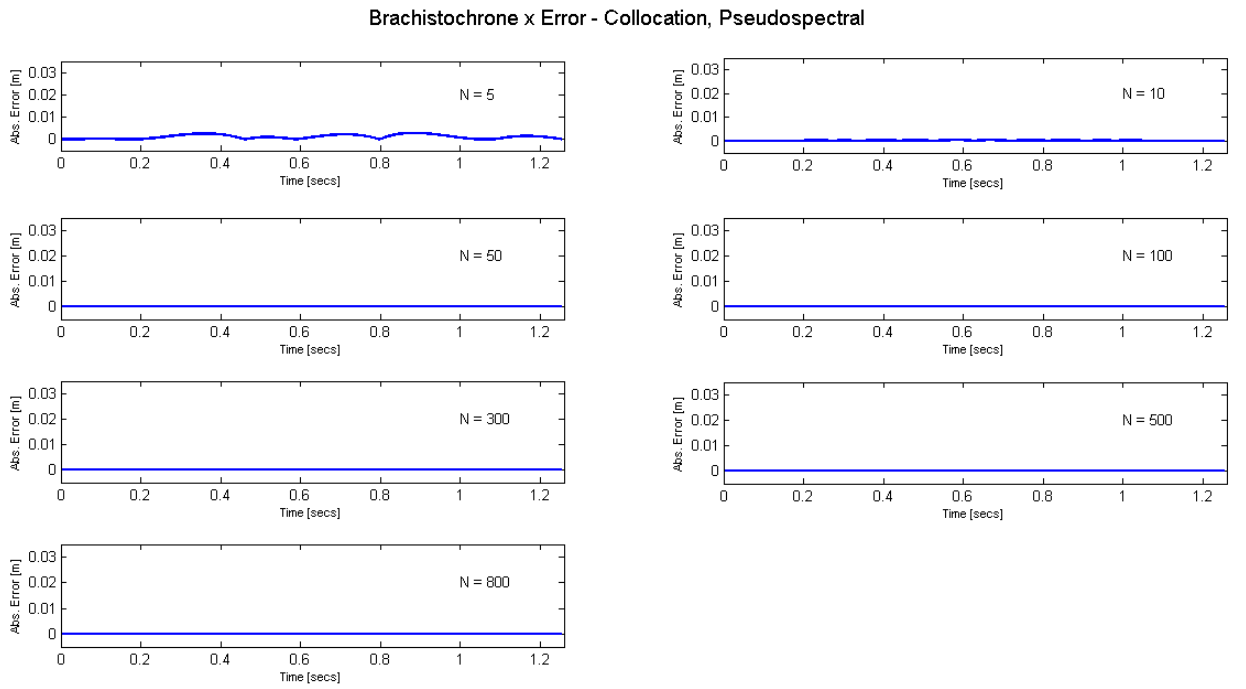 Brachistochrone x Error - Collocation, Pseudospectral
Abs. Error [m]
0.03
0.02
0.01
0
N = 5
0 0.2 0.4 0.6 0.8 1 1.2
Time [secs]
Abs. Error [m]
0.03
0.02
0.01
0
N = 10
0 0.2 0.4 0.6 0.8 1 1.2
Time [secs]
Abs. Error [m]
0.03
0.02
0.01
0
N = 50
0 0.2 0.4 0.6 0.8 1 1.2
Time [secs]
Abs. Error [m]
0.03
0.02
0.01
0
N = 100
0 0.2 0.4 0.6 0.8 1 1.2
Time [secs]
Abs. Error [m]
0.03
0.02
0.01
0
N = 300
0 0.2 0.4 0.6 0.8 1 1.2
Time [secs]
Abs. Error [m]
0.03
0.02
0.01
0
N = 500
0 0.2 0.4 0.6 0.8 1 1.2
Time [secs]
Abs. Error [m]
0.03
0.02
0.01
0
N = 800
0 0.2 0.4 0.6 0.8 1 1.2
Time [secs]